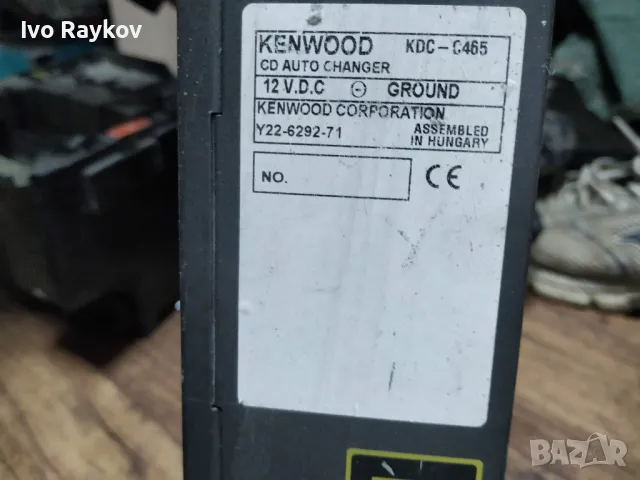 Ivo Raykov
KENWOOD KDC-C465
CD AUTO CHANGER
12 V.D.C ⊖ GROUND
KENWOOD CORPORATION
Y22-6292-71 ASSEMBLED
IN HUNGARY
NO.
CE
BAZAR